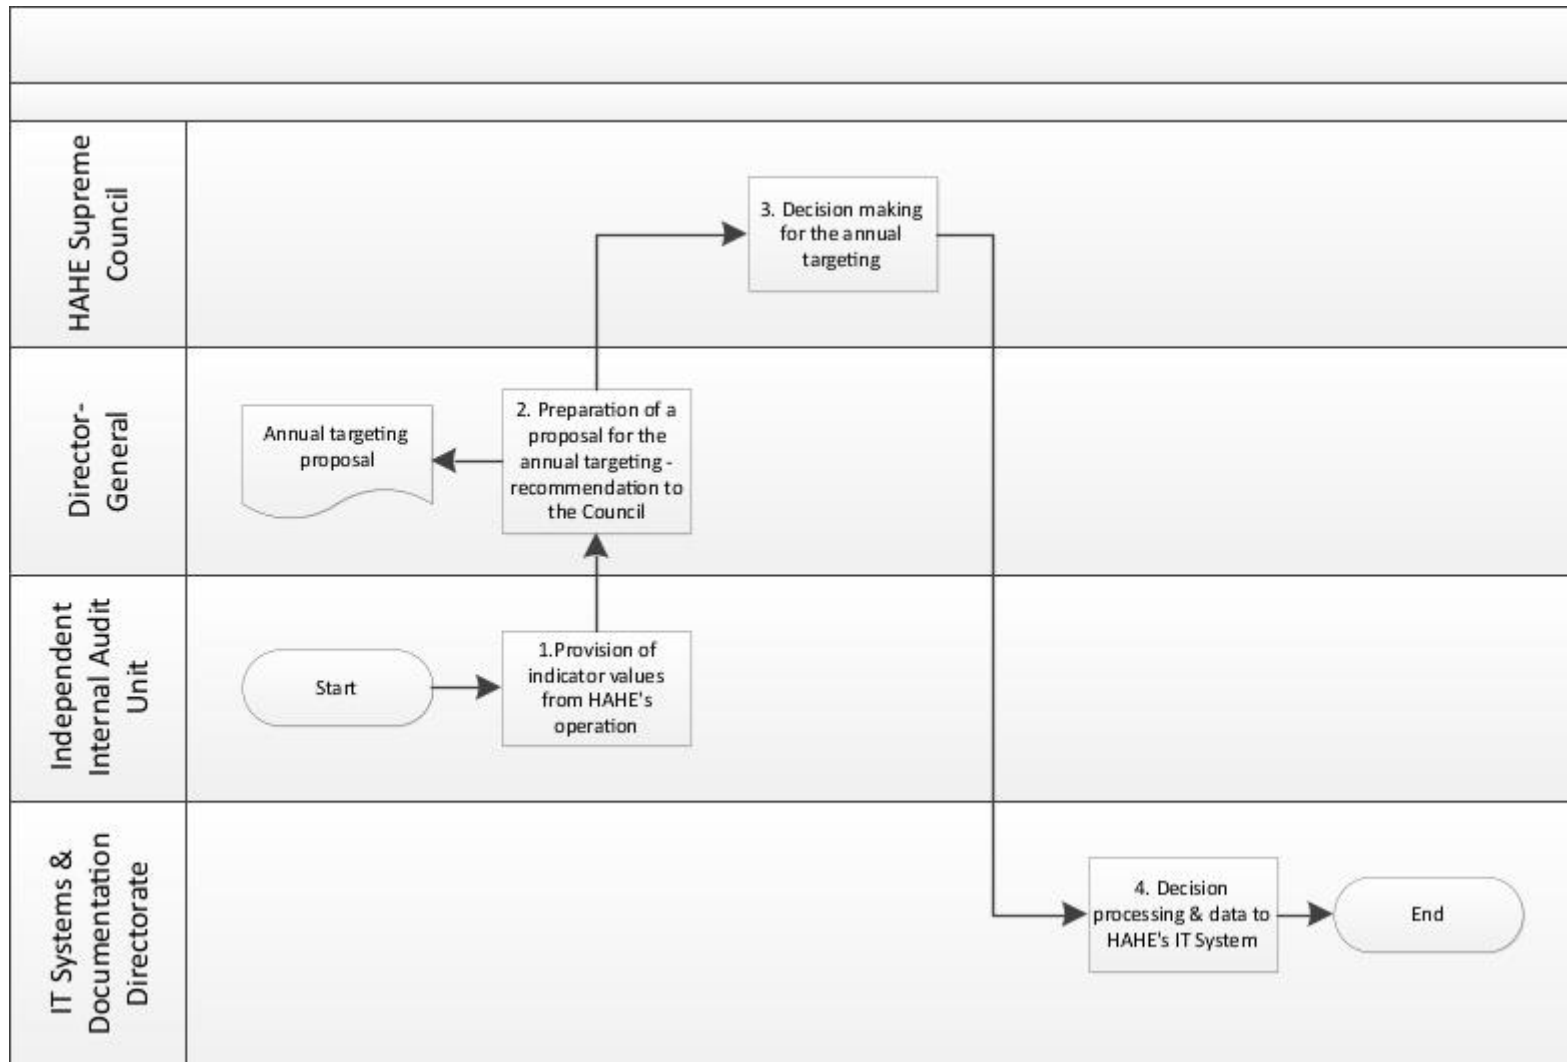 HAHE Supreme
Council
3. Decision making
for the annual
targeting
Director-
General
Annual targeting
proposal
2. Preparation of a
proposal for the
annual targeting -
recommendation to
the Council
Independent
Internal Audit
Unit
Start
1.Provision of
indicator values
from HAHE's
operation
IT Systems &
Documentation
Directorate
4. Decision
processing & data to
HAHE's IT System
End